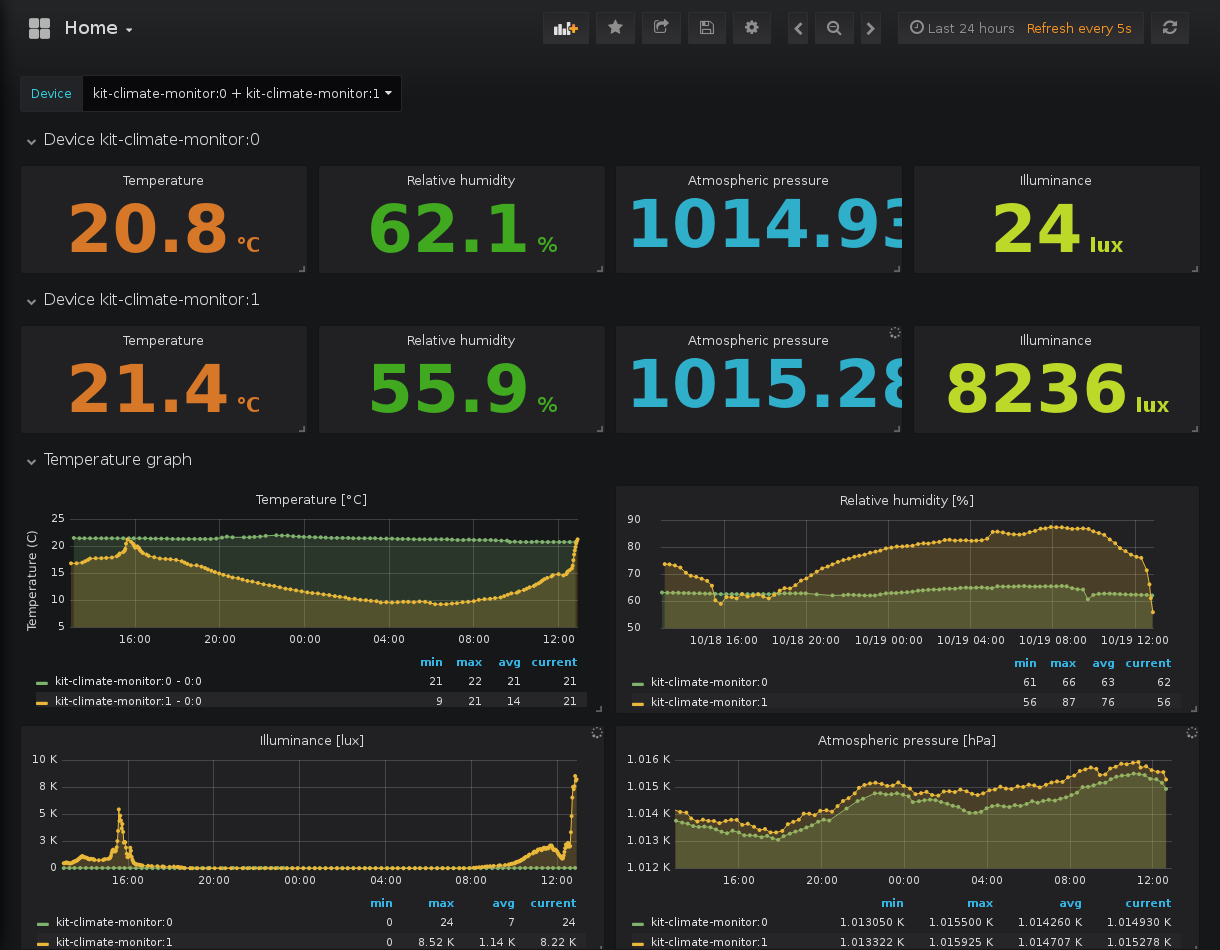 Home
Last 24 hours Refresh every 5s
Device kit-climate-monitor:0 + kit-climate-monitor:1
Device kit-climate-monitor:0
Temperature Relative humidity Atmospheric pressure Illuminance
20.8 °C 62.1 % 1014.93 24 lux
Device kit-climate-monitor:1
Temperature Relative humidity Atmospheric pressure Illuminance
21.4 °C 55.9 % 1015.28 8236 lux
Temperature graph
Temperature [°C]
Temperature (C)
25
20
15
10
5
16:00 20:00 00:00 04:00 08:00 12:00
min max avg current
kit-climate-monitor:0 - 0:0 21 22 21 21
kit-climate-monitor:1 - 0:0 9 21 14 21
Relative humidity [%]
90
80
70
60
50
10/18 16:00 10/18 20:00 10/19 00:00 10/19 04:00 10/19 08:00 10/19 12:00
min max avg current
kit-climate-monitor:0 61 66 63 62
kit-climate-monitor:1 56 87 76 56
Illuminance [lux]
10 K
8 K
5 K
3 K
0
16:00 20:00 00:00 04:00 08:00 12:00
min max avg current
kit-climate-monitor:0 0 24 7 24
kit-climate-monitor:1 0 8.52 K 1.14 K 8.22 K
Atmospheric pressure [hPa]
1.016 K
1.015 K
1.014 K
1.013 K
1.012 K
16:00 20:00 00:00 04:00 08:00 12:00
min max avg current
kit-climate-monitor:0 1.013050 K 1.015500 K 1.014260 K 1.014930 K
kit-climate-monitor:1 1.013322 K 1.015925 K 1.014707 K 1.015278 K